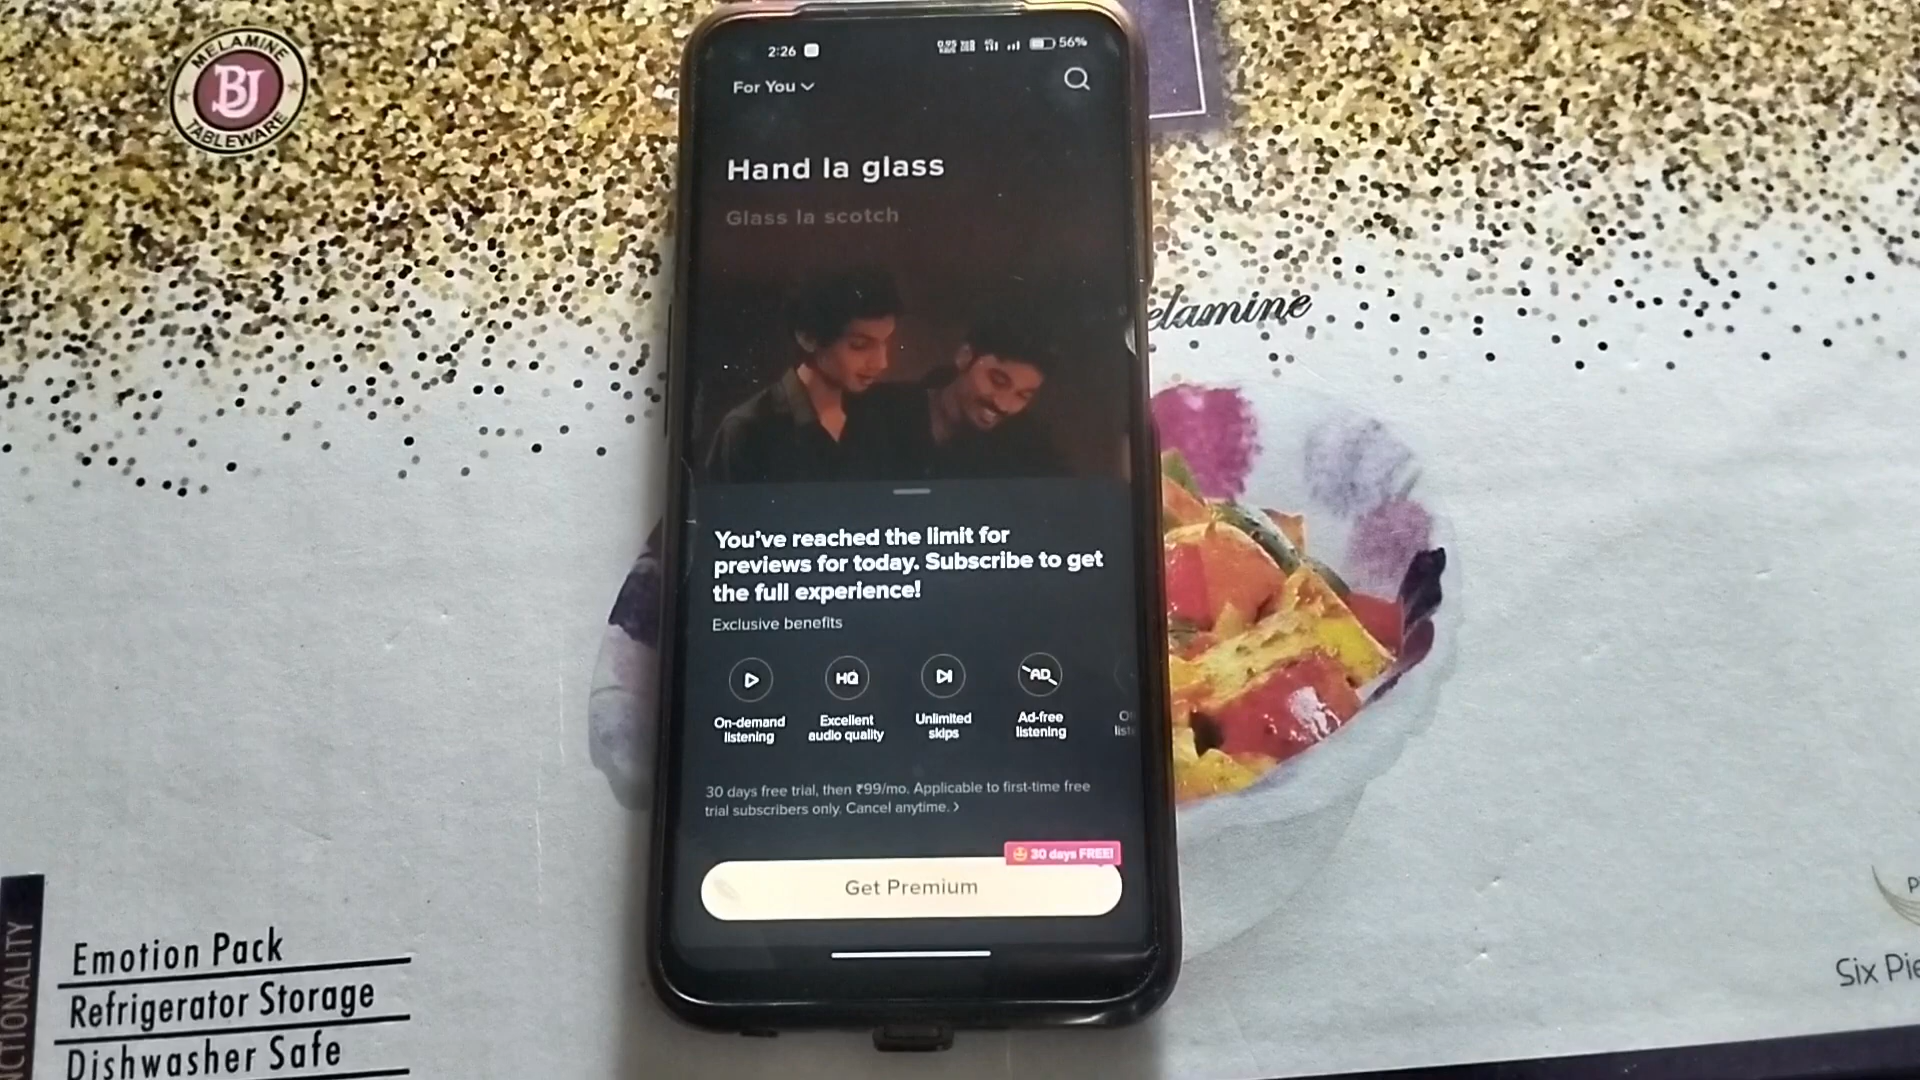 MELAMINE
BJ
TABLEWARE
2:26
56%
For You
Hand la glass
Glass la scotch
elamine
You've reached the limit for
previews for today. Subscribe to get
the full experience!
Exclusive benefits
HQ
AD
On-demand
listening
Excellent
audio quality
Unlimited
skips
Ad-free
listening
30 days free trial, then ₹99/mo. Applicable to first-time free
trial subscribers only. Cancel anytime. >
30 days FREE!
Get Premium
NCTIONALITY
Emotion Pack
Refrigerator Storage
Dishwasher Safe
Six Pie